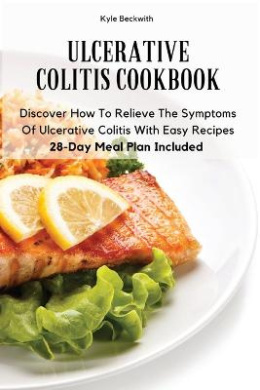 Kyle Beckwith
ULCERATIVE
COLITIS COOKBOOK
Discover How To Relieve The Symptoms
Of Ulcerative Colitis With Easy Recipes
28-Day Meal Plan Included